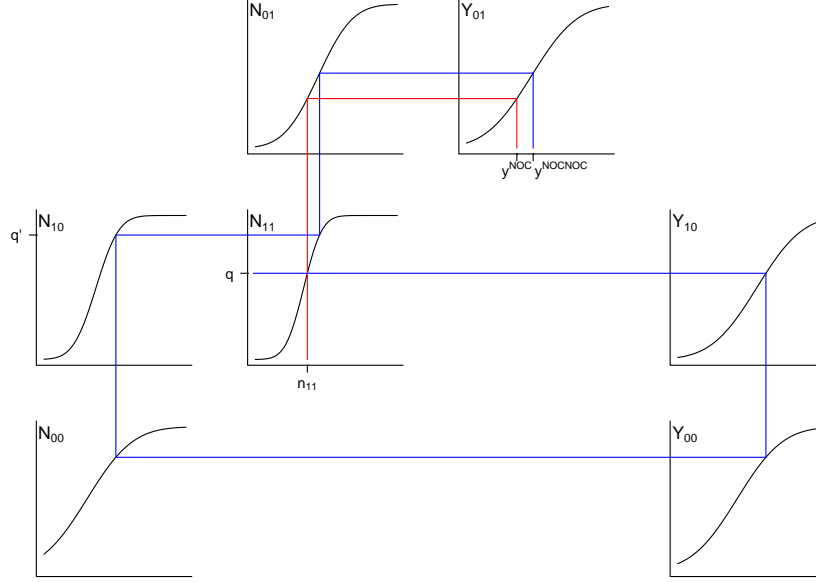 N₀₁
Y₀₁
yᴺᴼᶜ yᴺᴼᶜᴺᴼᶜ
N₁₀
N₁₁
Y₁₀
q'
q
n₁₁
N₀₀
Y₀₀